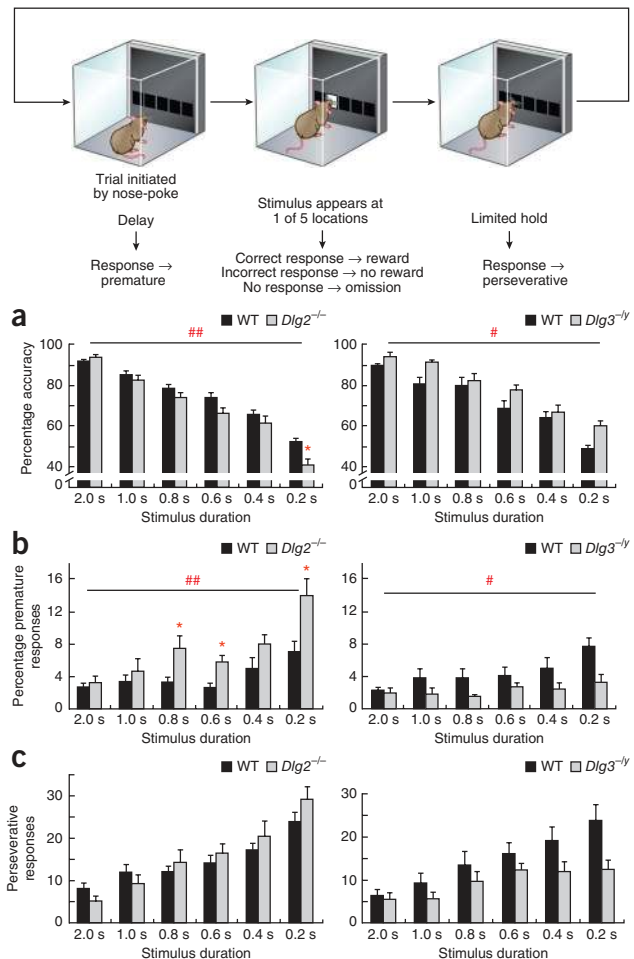 Trial initiated
by nose-poke
Delay
Response →
premature
Stimulus appears at
1 of 5 locations
Correct response → reward
Incorrect response → no reward
No response → omission
Limited hold
Response →
perseverative
a
WT Dlg2−/−
##
Percentage accuracy
100
80
60
40
0
*
2.0 s 1.0 s 0.8 s 0.6 s 0.4 s 0.2 s
Stimulus duration
WT Dlg3−/y
#
100
80
60
40
0
2.0 s 1.0 s 0.8 s 0.6 s 0.4 s 0.2 s
Stimulus duration
b
WT Dlg2−/−
##
Percentage premature
responses
16
12
8
4
0
* * *
2.0 s 1.0 s 0.8 s 0.6 s 0.4 s 0.2 s
Stimulus duration
WT Dlg3−/y
#
16
12
8
4
0
2.0 s 1.0 s 0.8 s 0.6 s 0.4 s 0.2 s
Stimulus duration
c
WT Dlg2−/−
Perseverative
responses
30
20
10
0
2.0 s 1.0 s 0.8 s 0.6 s 0.4 s 0.2 s
Stimulus duration
WT Dlg3−/y
30
20
10
0
2.0 s 1.0 s 0.8 s 0.6 s 0.4 s 0.2 s
Stimulus duration